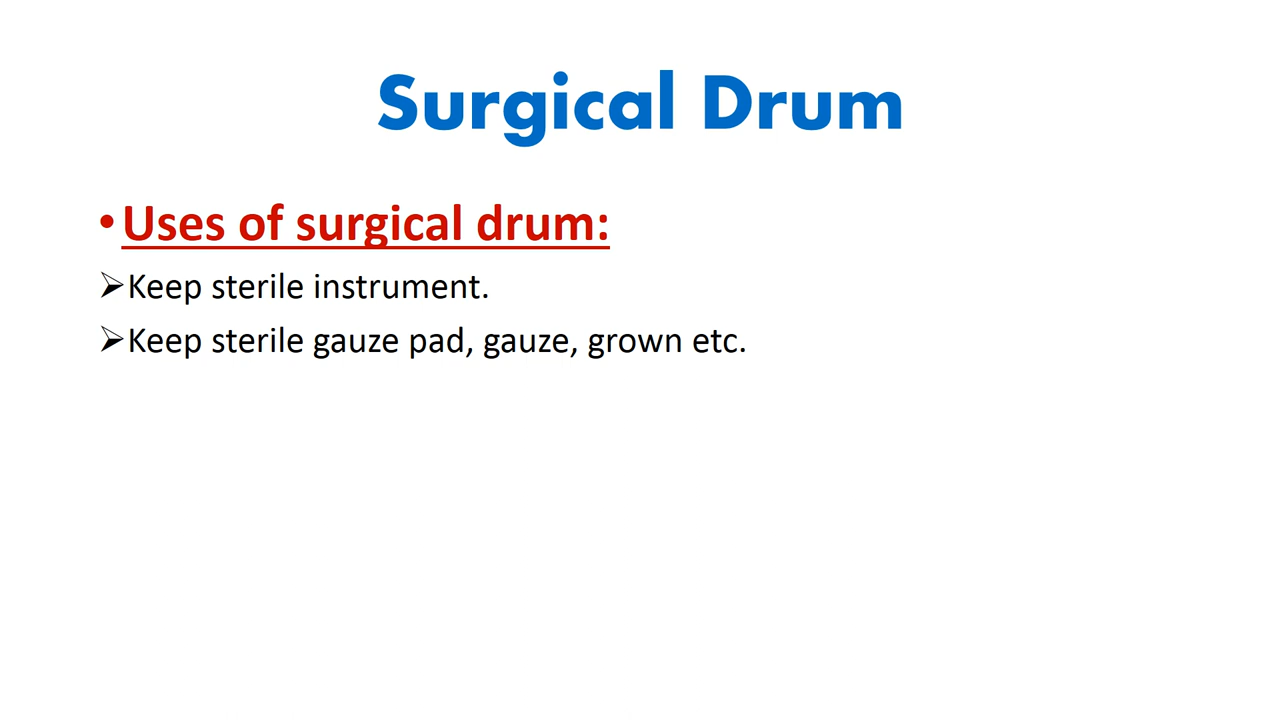 Surgical Drum
•Uses of surgical drum:
➢Keep sterile instrument.
➢Keep sterile gauze pad, gauze, grown etc.